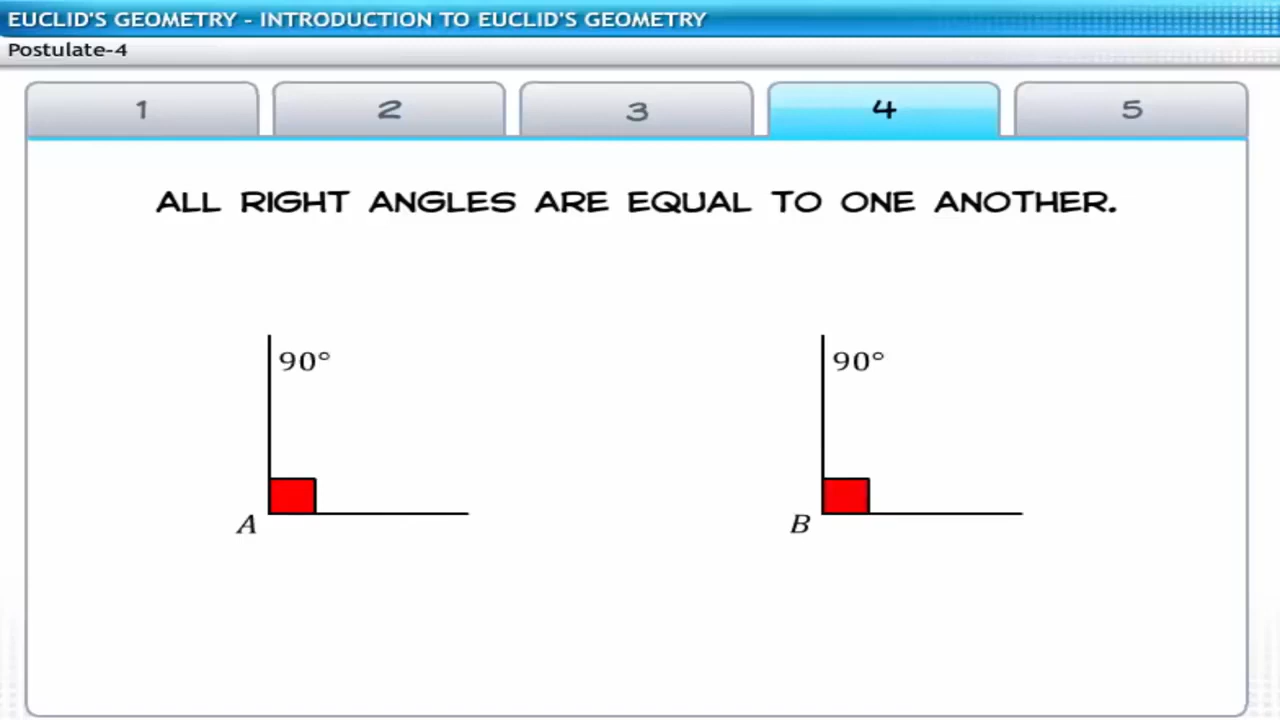 EUCLID'S GEOMETRY - INTRODUCTION TO EUCLID'S GEOMETRY
Postulate-4
1 2 3 4 5
ALL RIGHT ANGLES ARE EQUAL TO ONE ANOTHER.
90° 90°
A B